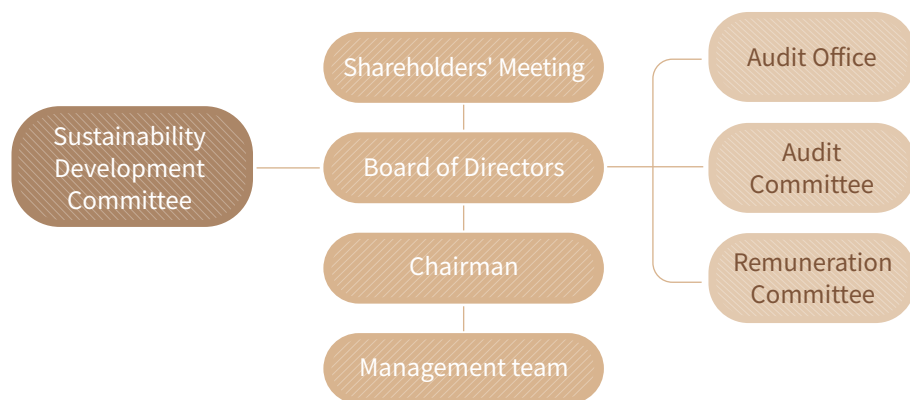 Shareholders' Meeting
Sustainability
Development
Committee
Board of Directors
Chairman
Management team
Audit Office
Audit
Committee
Remuneration
Committee